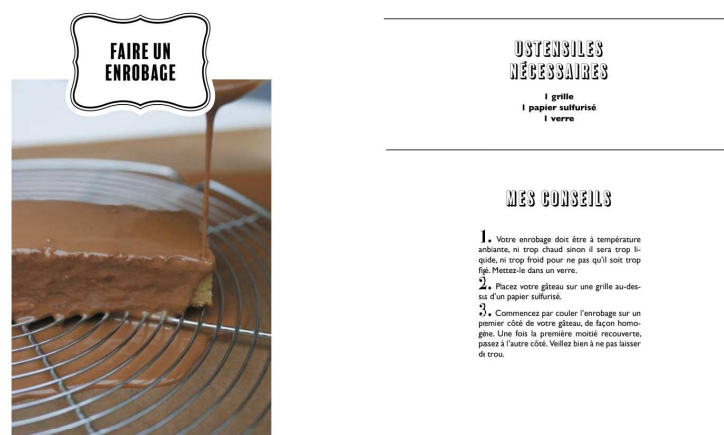 FAIRE UN
ENROBAGE
USTENSILES
NÉCESSAIRES
1 grille
1 papier sulfurisé
1 verre
MES CONSEILS
1. Votre enrobage doit être à température
anbiante, ni trop chaud sinon il sera trop li-
quide, ni trop froid pour ne pas qu'il soit trop
figé. Mettez-le dans un verre.
2. Placez votre gâteau sur une grille au-des-
sus d'un papier sulfurisé.
3. Commencez par couler l'enrobage sur un
premier côté de votre gâteau, de façon homo-
gène. Une fois la première moitié recouverte,
passez à l'autre côté. Veillez bien à ne pas laisser
de trou.